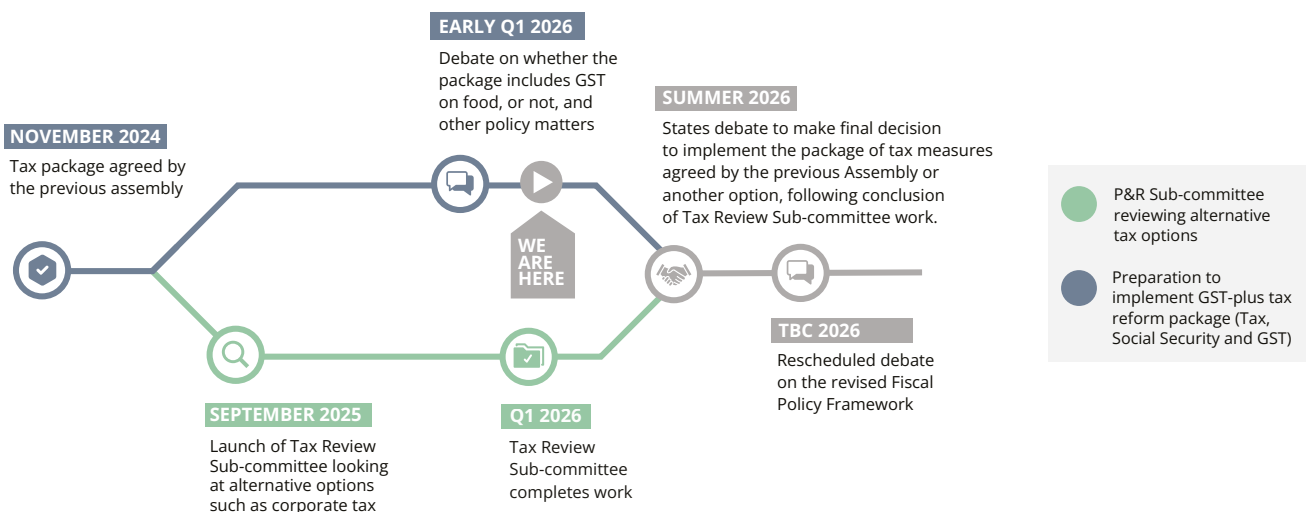 EARLY Q1 2026
Debate on whether the
package includes GST
on food, or not, and
other policy matters
SUMMER 2026
States debate to make final decision
to implement the package of tax measures
agreed by the previous Assembly or
another option, following conclusion
of Tax Review Sub-committee work.
NOVEMBER 2024
Tax package agreed by
the previous assembly
WE
ARE
HERE
P&R Sub-committee
reviewing alternative
tax options
Preparation to
implement GST-plus tax
reform package (Tax,
Social Security and GST)
TBC 2026
Rescheduled debate
on the revised Fiscal
Policy Framework
SEPTEMBER 2025
Launch of Tax Review
Sub-committee looking
at alternative options
such as corporate tax
Q1 2026
Tax Review
Sub-committee
completes work